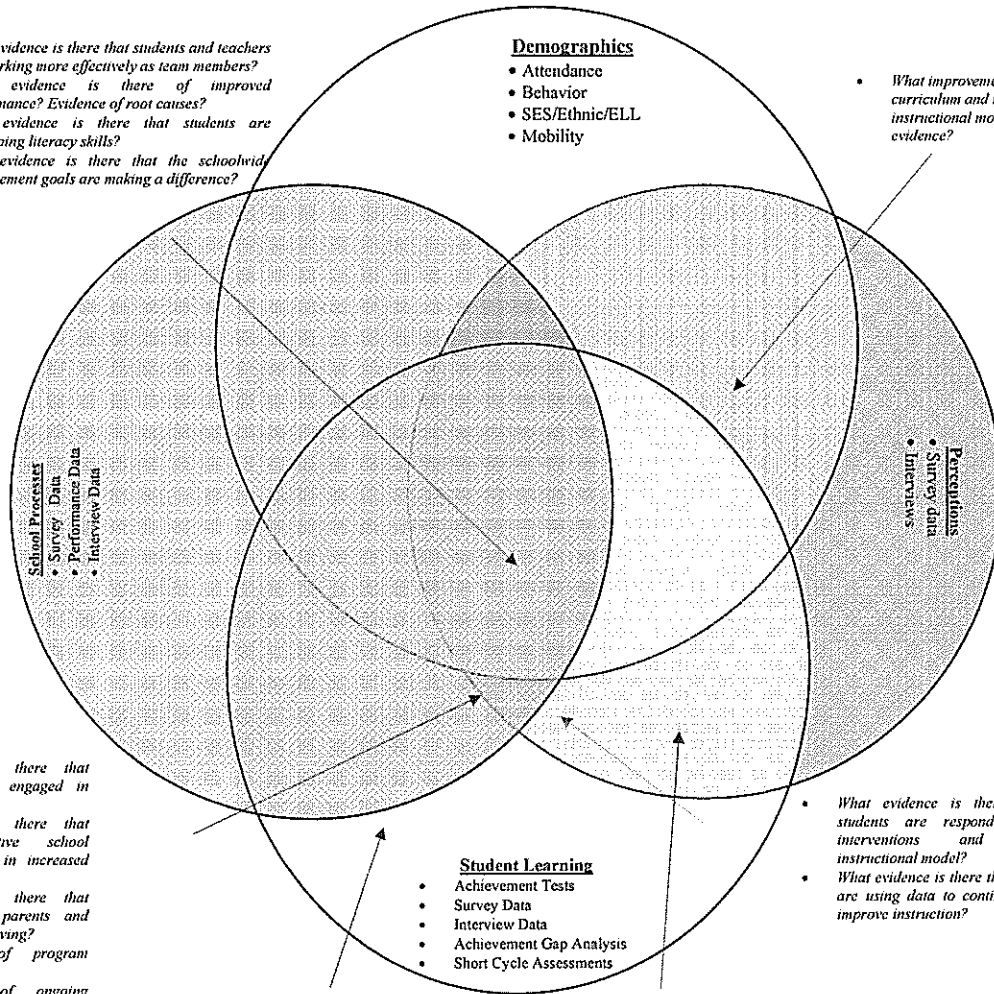 vidence is there that students and teachers
rking more effectively as team members?
evidence is there of improved
mance? Evidence of root causes?
evidence is there that students are
ping literacy skills?
evidence is there that the schoolwide
ement goals are making a difference?
Demographics
• Attendance
• Behavior
• SES/Ethnic/ELL
• Mobility
• What improveme
curriculum and
instructional mo
evidence?
School Processes
• Survey Data
• Performance Data
• Interview Data
Perceptions
• Survey data
• Interviews
there that
engaged in
there that
tive school
in increased
there that
parents and
ving?
of program
of ongoing
Student Learning
• Achievement Tests
• Survey Data
• Interview Data
• Achievement Gap Analysis
• Short Cycle Assessments
• What evidence is the
students are respond
interventions and
instructional model?
• What evidence is there th
are using data to conti
improve instruction?